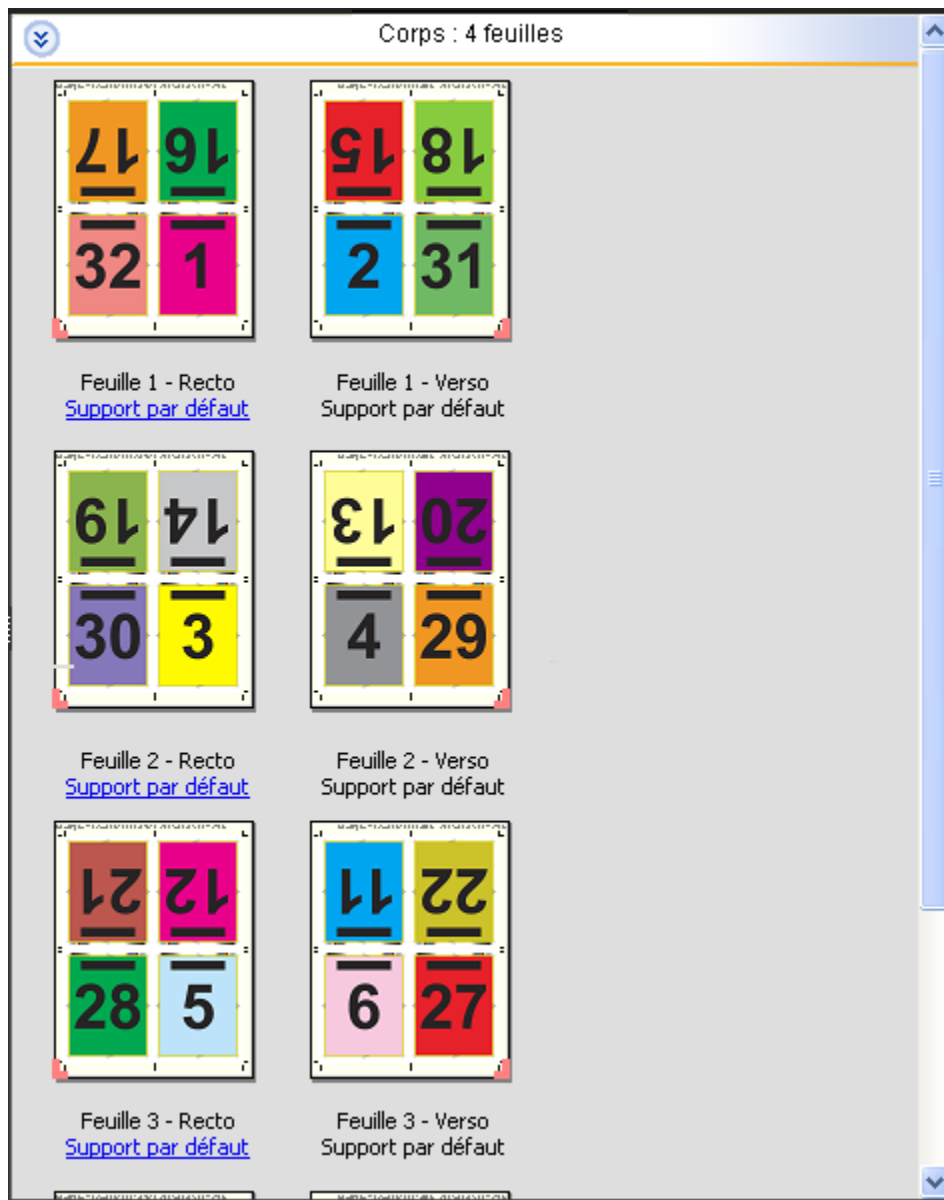 Corps : 4 feuilles
17 16 15 18
32 1 2 31
Feuille 1 - Recto Feuille 1 - Verso
Support par défaut Support par défaut
19 14 13 20
30 3 4 29
Feuille 2 - Recto Feuille 2 - Verso
Support par défaut Support par défaut
21 12 11 22
28 5 6 27
Feuille 3 - Recto Feuille 3 - Verso
Support par défaut Support par défaut